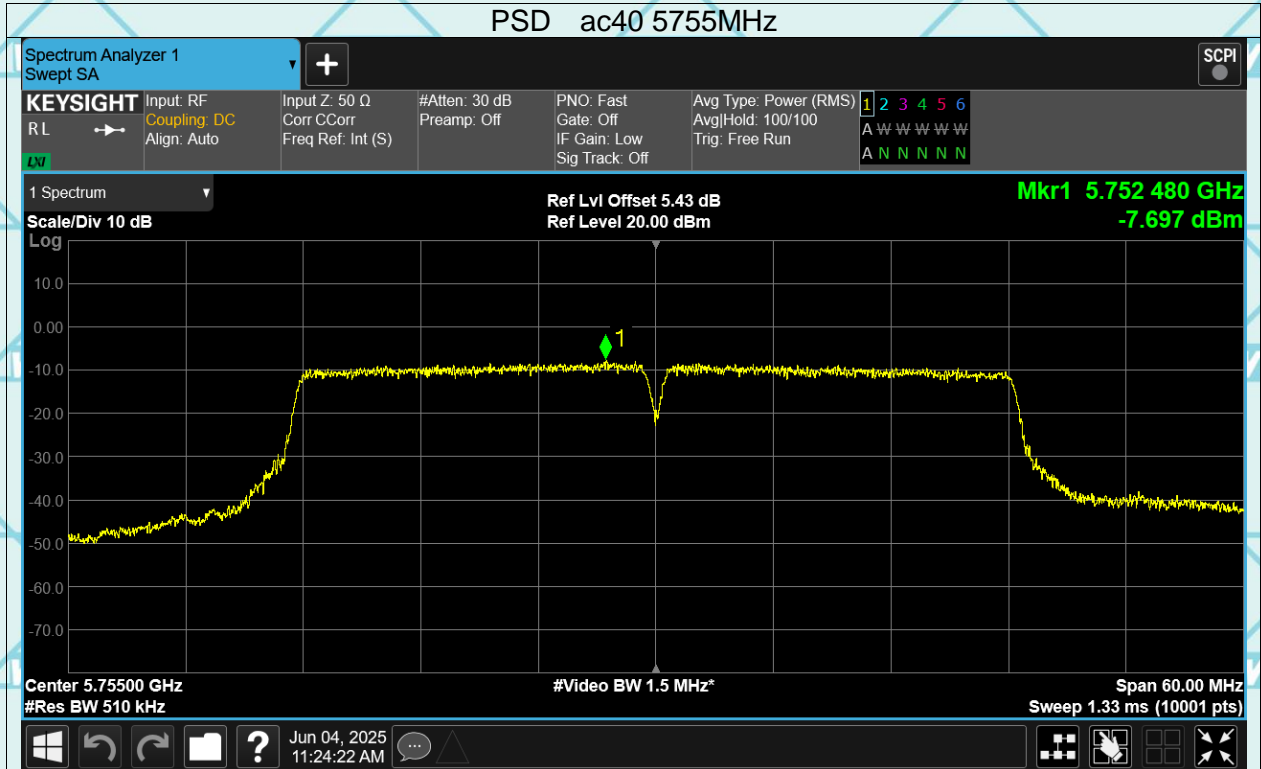 PSD ac40 5755MHz
Spectrum Analyzer 1
Swept SA
SCPI
KEYSIGHT
RL
LXI
Input: RF
Coupling: DC
Align: Auto
Input Z: 50 Ω
Corr CCorr
Freq Ref: Int (S)
#Atten: 30 dB
Preamp: Off
PNO: Fast
Gate: Off
IF Gain: Low
Sig Track: Off
Avg Type: Power (RMS)
Avg|Hold: 100/100
Trig: Free Run
1 2 3 4 5 6
A W W W W W
A N N N N N
1 Spectrum
Scale/Div 10 dB
Ref Lvl Offset 5.43 dB
Ref Level 20.00 dBm
Mkr1 5.752 480 GHz
-7.697 dBm
Log
10.0
0.00
-10.0
-20.0
-30.0
-40.0
-50.0
-60.0
-70.0
1
Center 5.75500 GHz
#Res BW 510 kHz
#Video BW 1.5 MHz*
Span 60.00 MHz
Sweep 1.33 ms (10001 pts)
?
Jun 04, 2025
11:24:22 AM